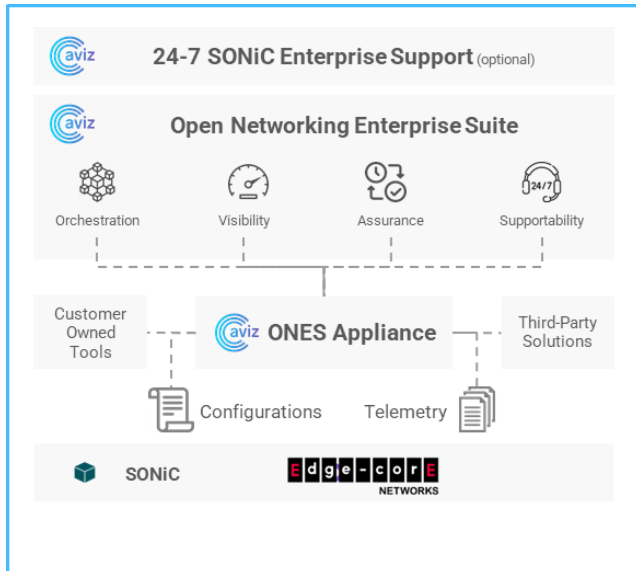 aviz 24-7 SONiC Enterprise Support (optional)
aviz Open Networking Enterprise Suite
24/7
Orchestration Visibility Assurance Supportability
Customer
Owned
Tools
aviz ONES Appliance
Third-Party
Solutions
Configurations Telemetry
SONiC Edge-corE
NETWORKS